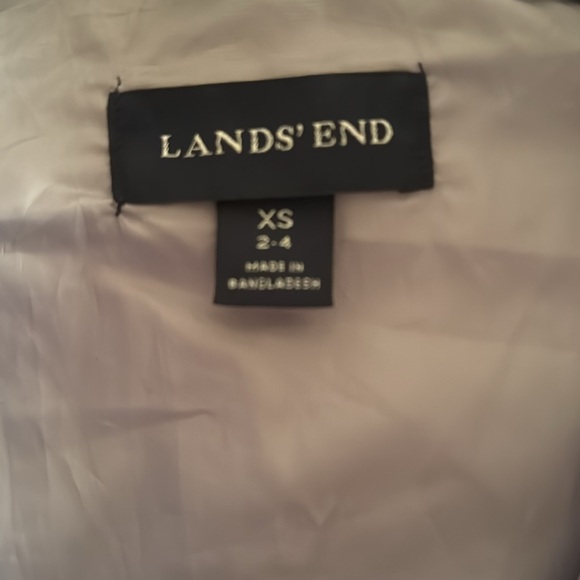 LANDS' END
XS
2-4
MADE IN
BANGLADESH